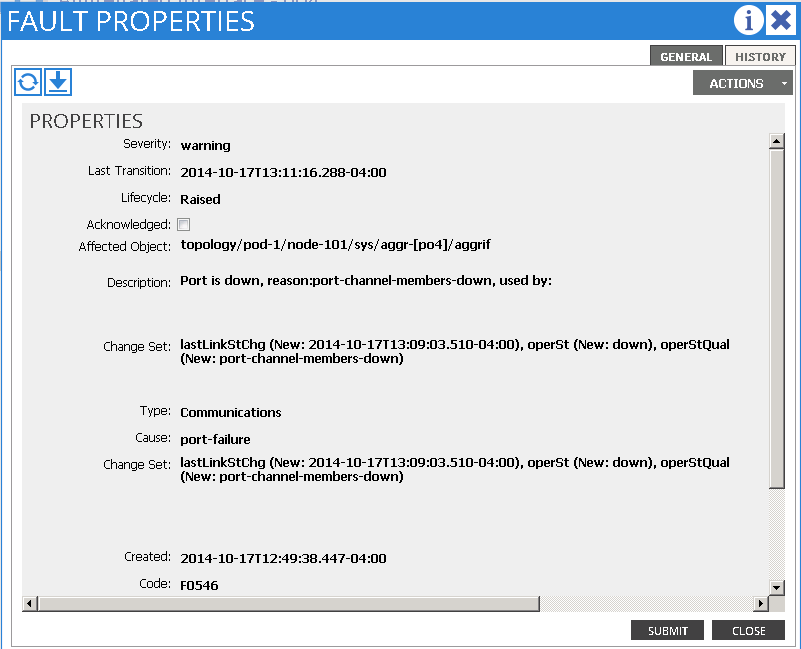 FAULT PROPERTIES
GENERAL HISTORY
ACTIONS
PROPERTIES
Severity: warning
Last Transition: 2014-10-17T13:11:16.288-04:00
Lifecycle: Raised
Acknowledged:
Affected Object: topology/pod-1/node-101/sys/aggr-[po4]/aggrif
Description: Port is down, reason:port-channel-members-down, used by:
Change Set: lastLinkStChg (New: 2014-10-17T13:09:03.510-04:00), operSt (New: down), operStQual
(New: port-channel-members-down)
Type: Communications
Cause: port-failure
Change Set: lastLinkStChg (New: 2014-10-17T13:09:03.510-04:00), operSt (New: down), operStQual
(New: port-channel-members-down)
Created: 2014-10-17T12:49:38.447-04:00
Code: F0546
SUBMIT CLOSE